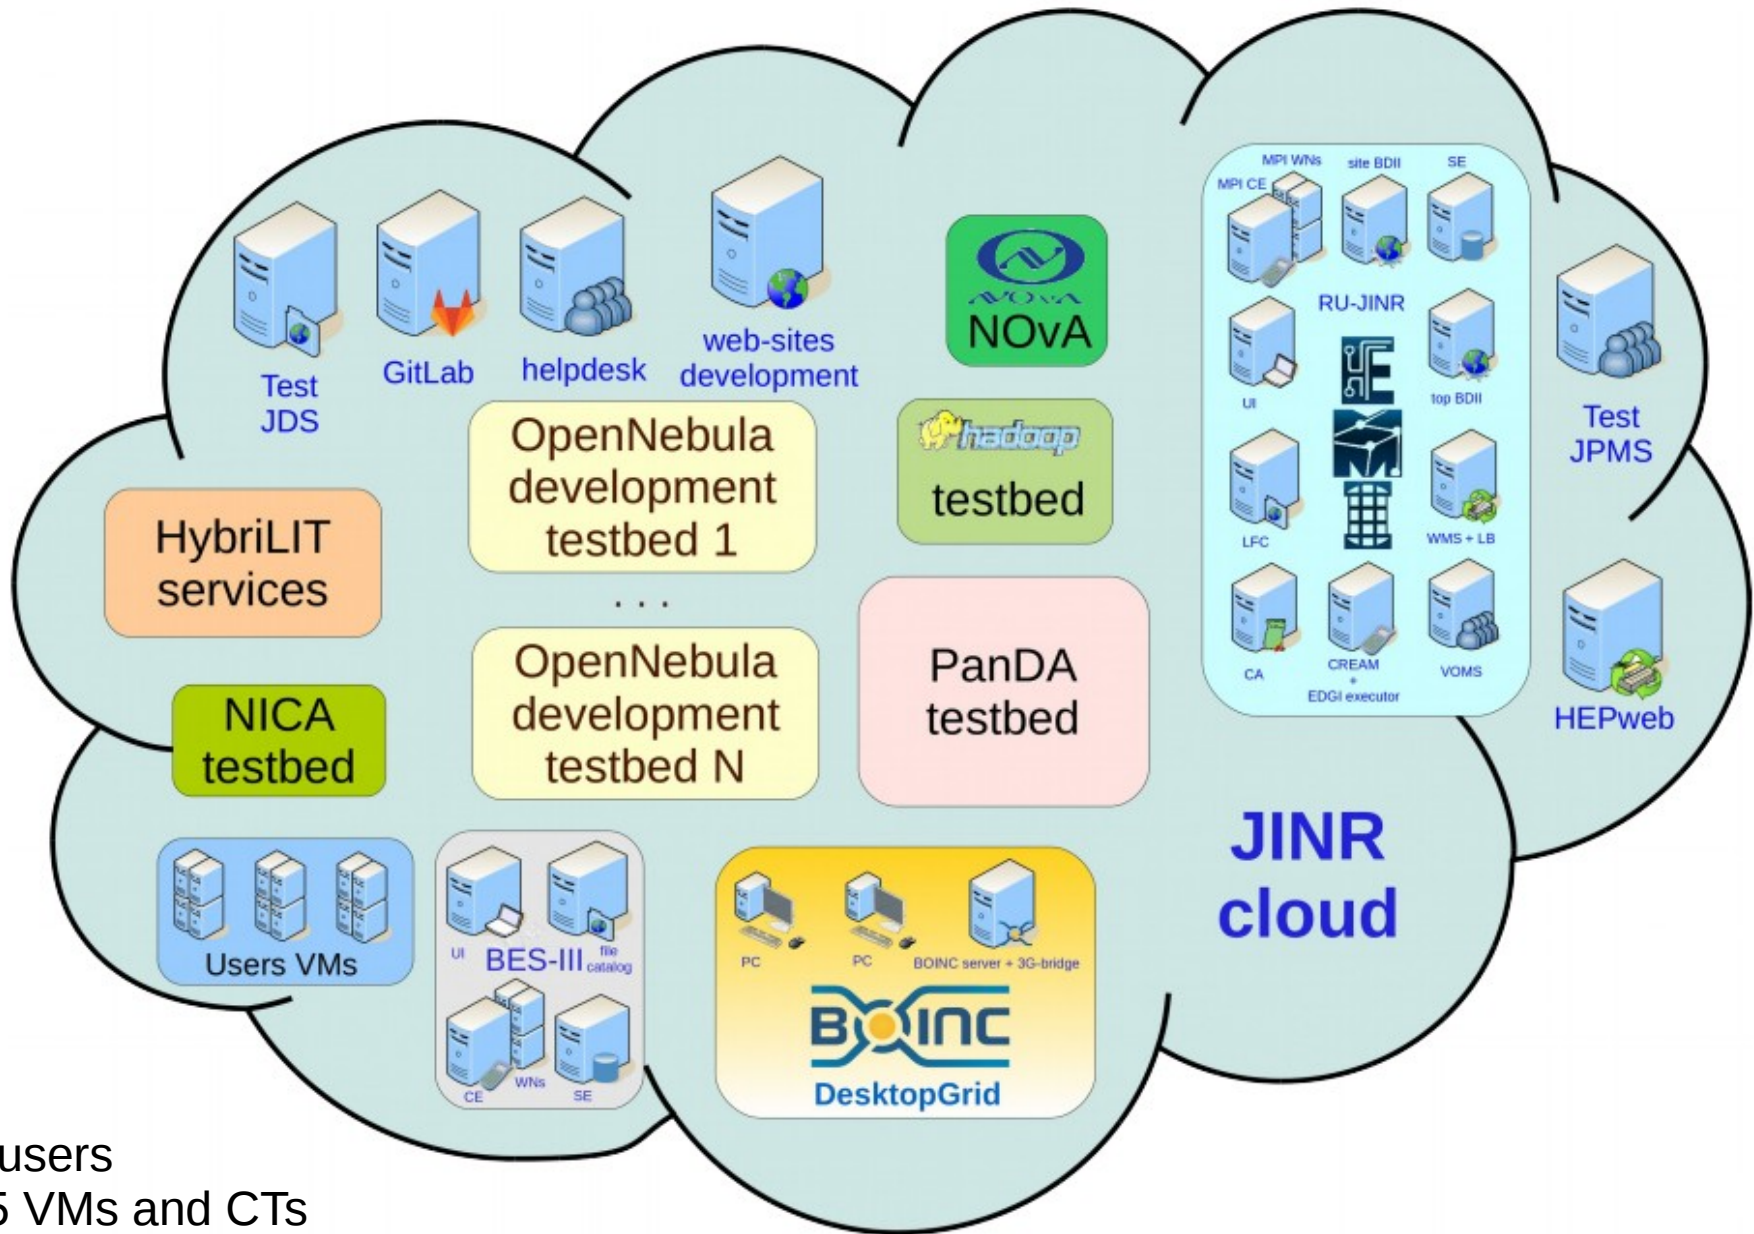 MPI WNs
site BDII
SE
MPI CE
RU-JINR
UI
top BDII
LFC
WMS + LB
CA
CREAM
+
EDGI executor
VOMS
Test
JDS
GitLab
helpdesk
web-sites
development
NOvA
NOvA
Test
JPMS
HEPweb
OpenNebula
development
testbed 1
. . .
OpenNebula
development
testbed N
hadoop
testbed
HybriLIT
services
NICA
testbed
PanDA
testbed
JINR
cloud
Users VMs
UI
BES-III
file
catalog
CE
WNs
SE
PC
PC
BOINC server + 3G-bridge
BOINC
DesktopGrid
users
VMs and CTs